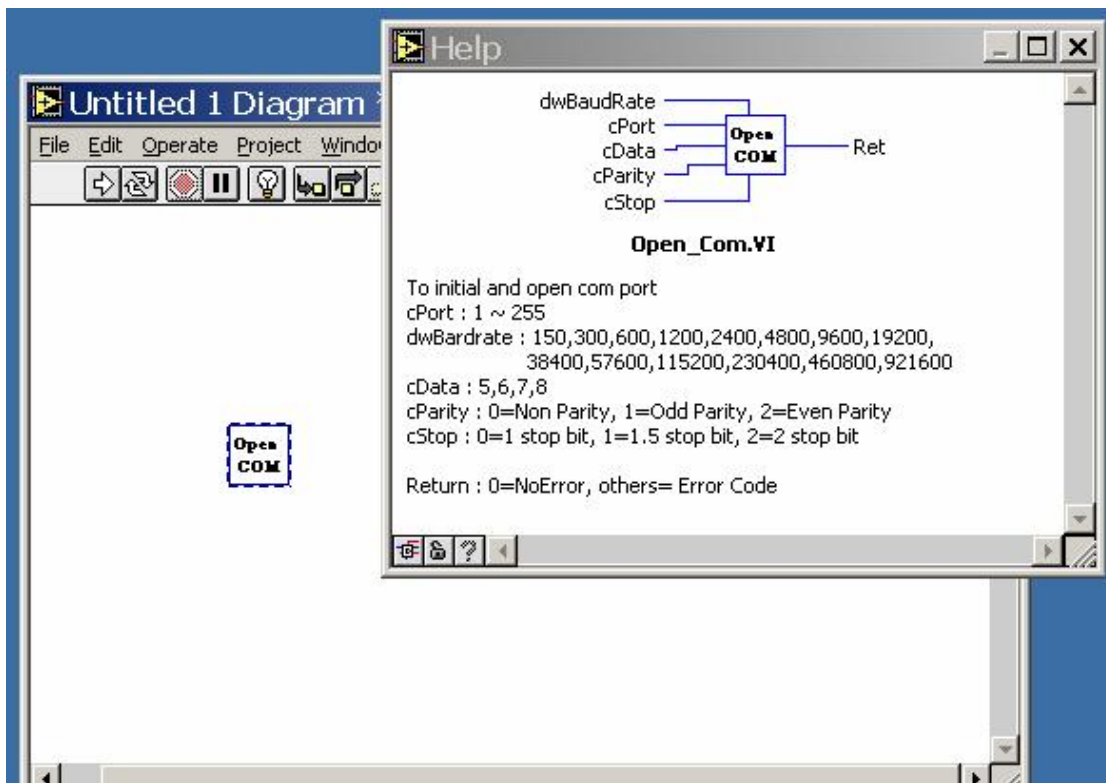 Help
dwBaudRate
cPort
cData
cParity
cStop
Open
COM
Ret
Open_Com.VI
To initial and open com port
cPort : 1 ~ 255
dwBardrate : 150,300,600,1200,2400,4800,9600,19200,
38400,57600,115200,230400,460800,921600
cData : 5,6,7,8
cParity : 0=Non Parity, 1=Odd Parity, 2=Even Parity
cStop : 0=1 stop bit, 1=1.5 stop bit, 2=2 stop bit
Return : 0=NoError, others= Error Code
Untitled 1 Diagram *
File Edit Operate Project Windo
Open
COM